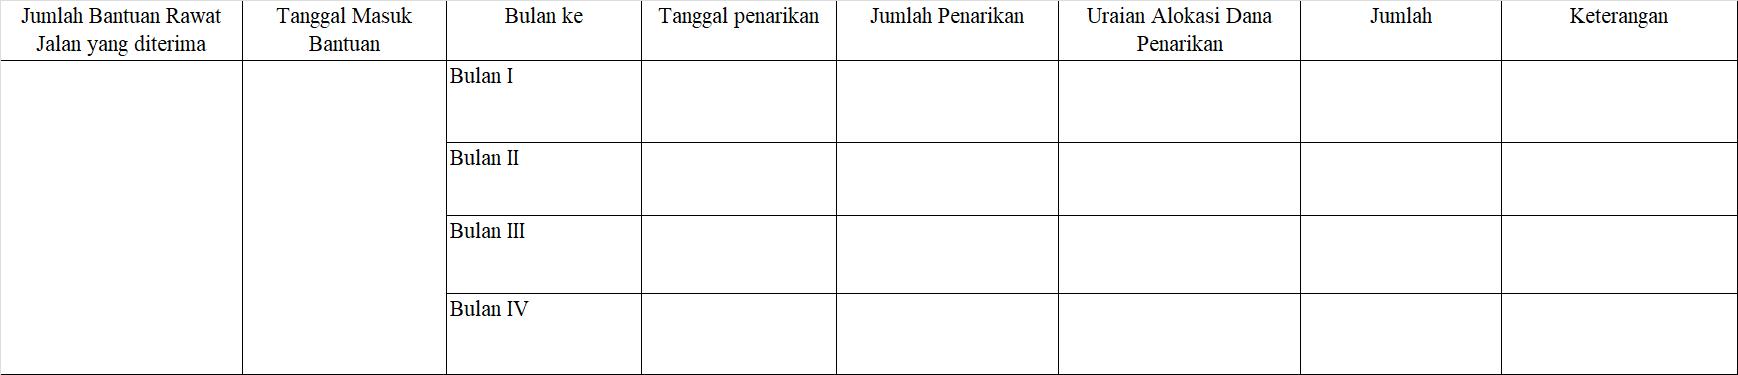 Jumlah Bantuan Rawat
Jalan yang diterima
Tanggal Masuk
Bantuan
Bulan ke
Tanggal penarikan
Jumlah Penarikan
Uraian Alokasi Dana
Penarikan
Jumlah
Keterangan
Bulan I
Bulan II
Bulan III
Bulan IV